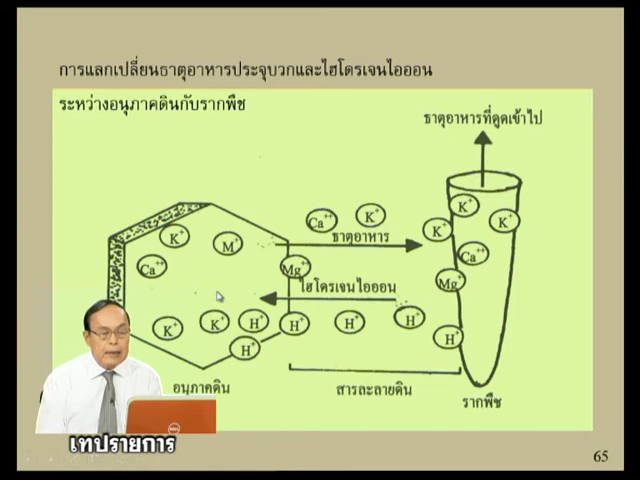 การแลกเปลี่ยนธาตุอาหารประจุบวกและไฮโดรเจนไอออน
ระหว่างอนุภาคดินกับรากพืช
ธาตุอาหารที่ดูดเข้าไป
K⁺
K⁺
Ca⁺⁺
K⁺
K⁺
K⁺
M⁺
ธาตุอาหาร
Ca⁺⁺
Ca⁺⁺
Mg⁺⁺
Mg⁺⁺
ไฮโดรเจนไอออน
K⁺
K⁺
H⁺
H⁺
H⁺
H⁺
H⁺
H⁺
อนุภาคดิน
สารละลายดิน
รากพืช
เทปรายการ
65